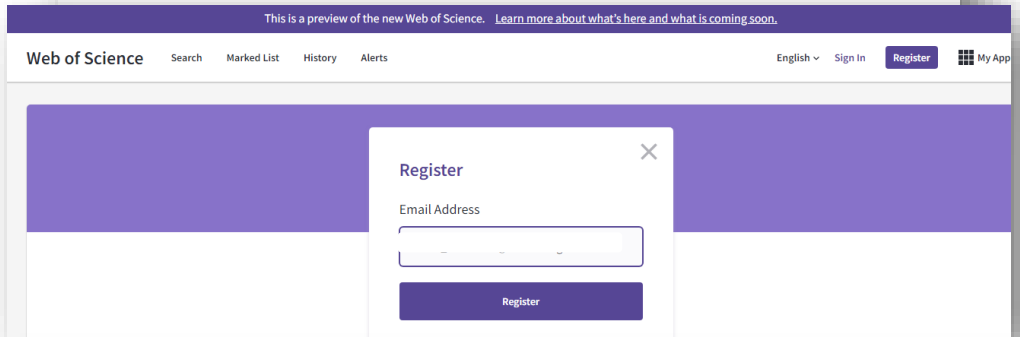 This is a preview of the new Web of Science. Learn more about what's here and what is coming soon.
Web of Science Search Marked List History Alerts English Sign In Register My App
Register
Email Address
Register